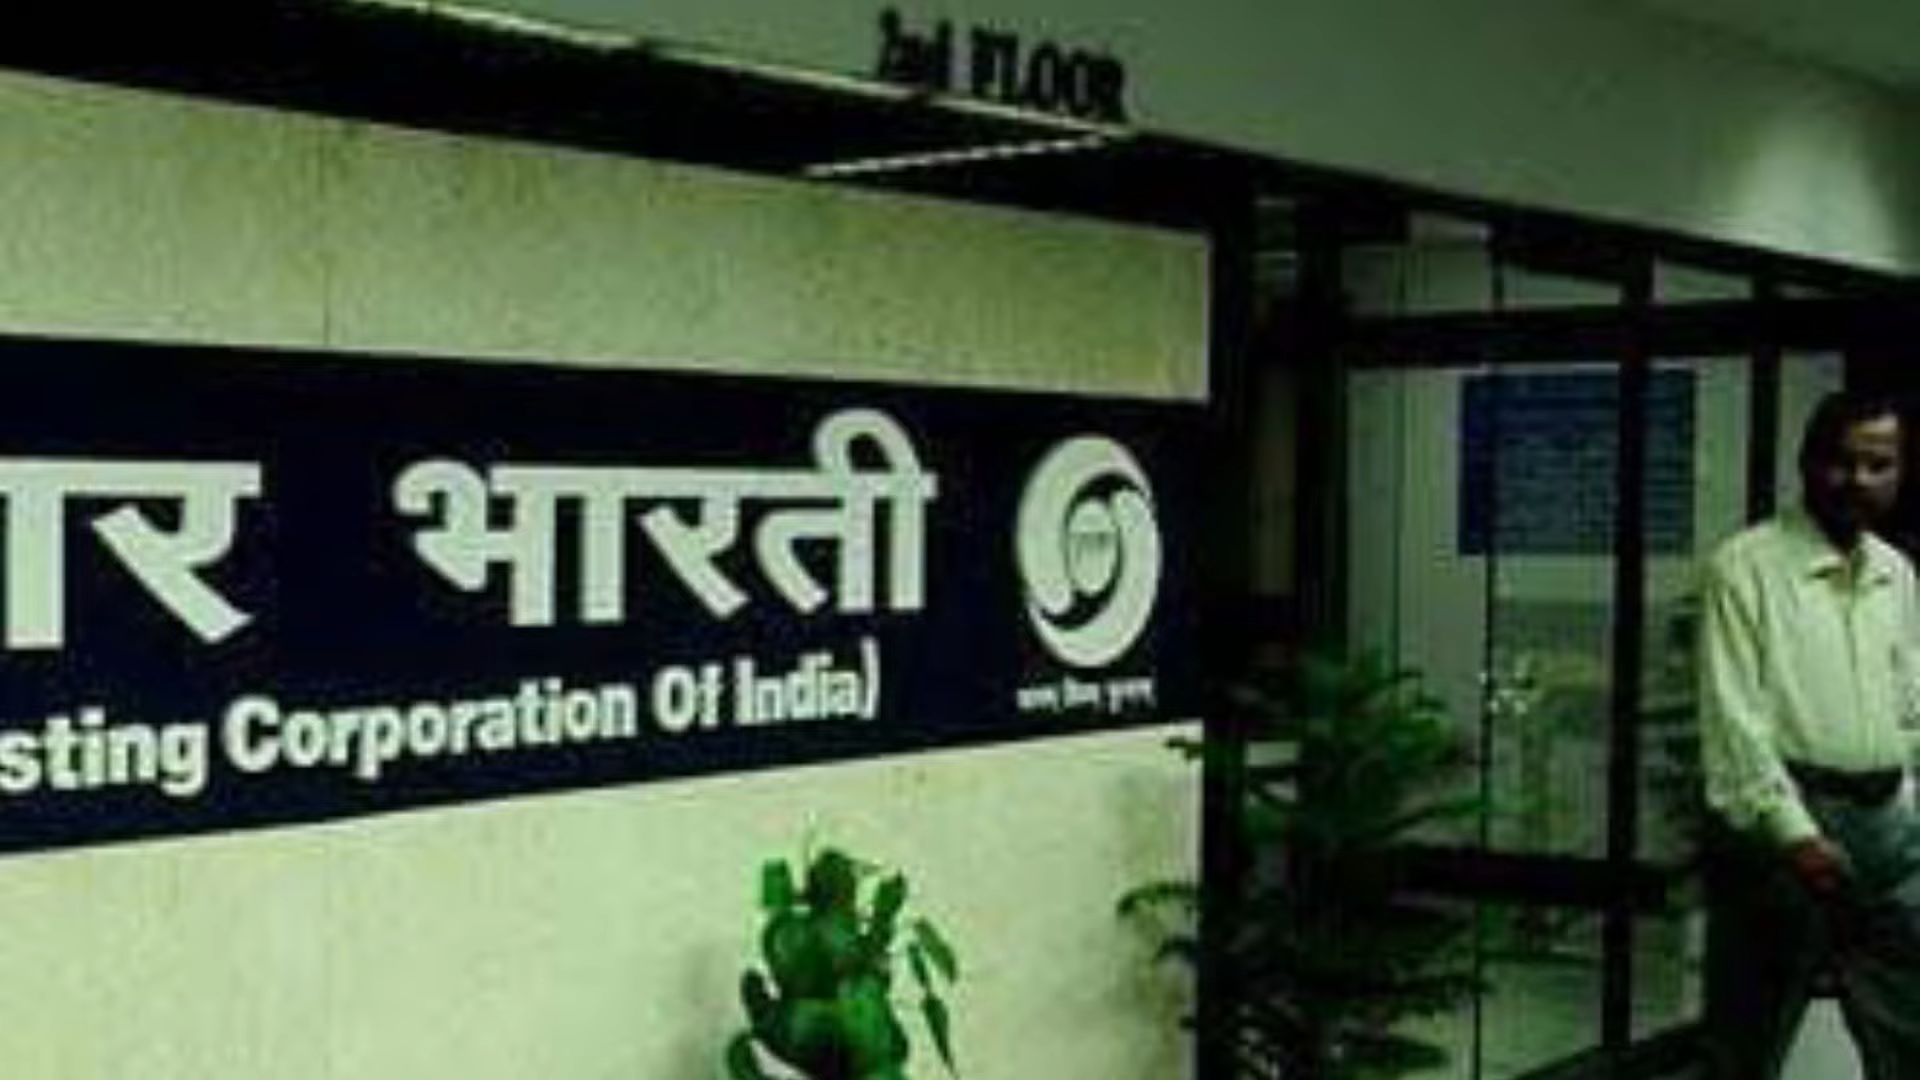 2nd FLOOR
ार भारती
sting Corporation Of India)